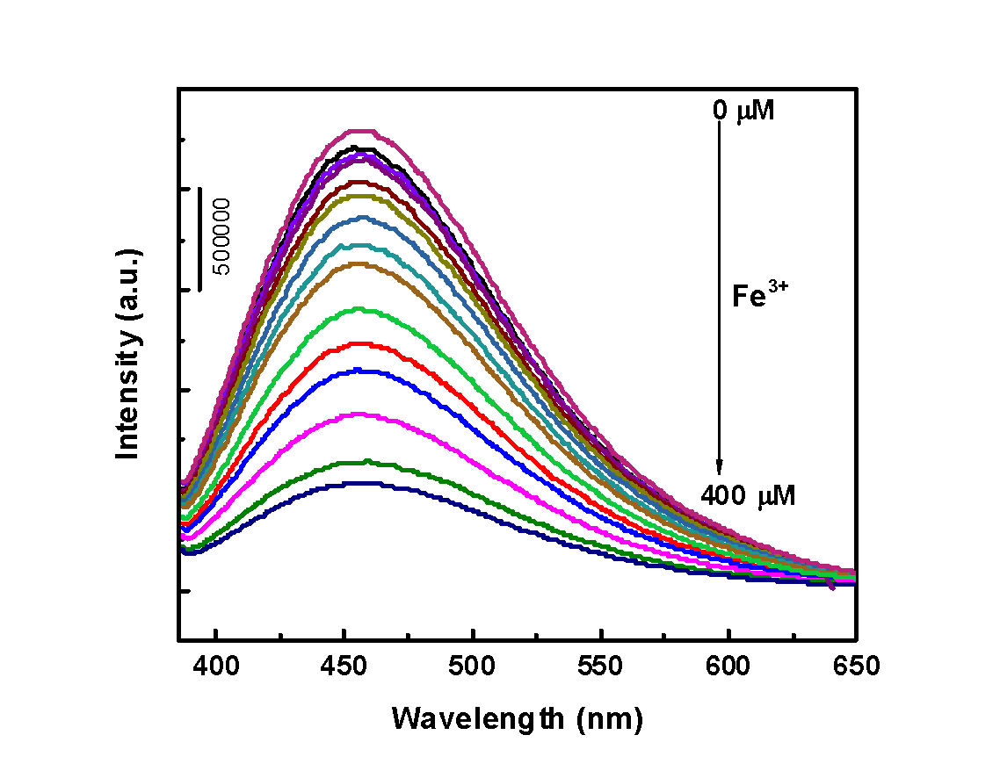 0 μM
500000
Fe³⁺
Intensity (a.u.)
400 μM
400 450 500 550 600 650
Wavelength (nm)